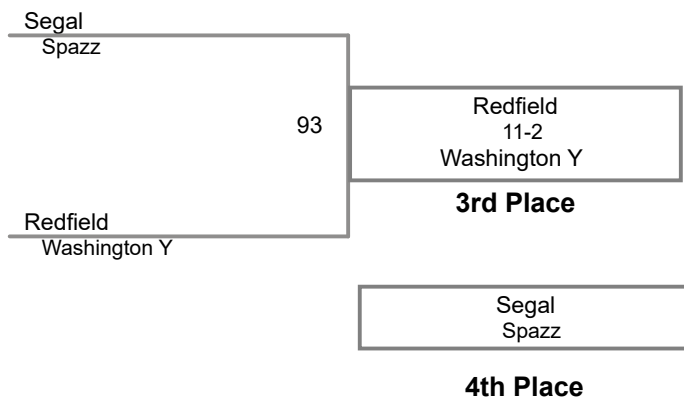 Segal
Spazz
93
Redfield
11-2
Washington Y
3rd Place
Redfield
Washington Y
Segal
Spazz
4th Place